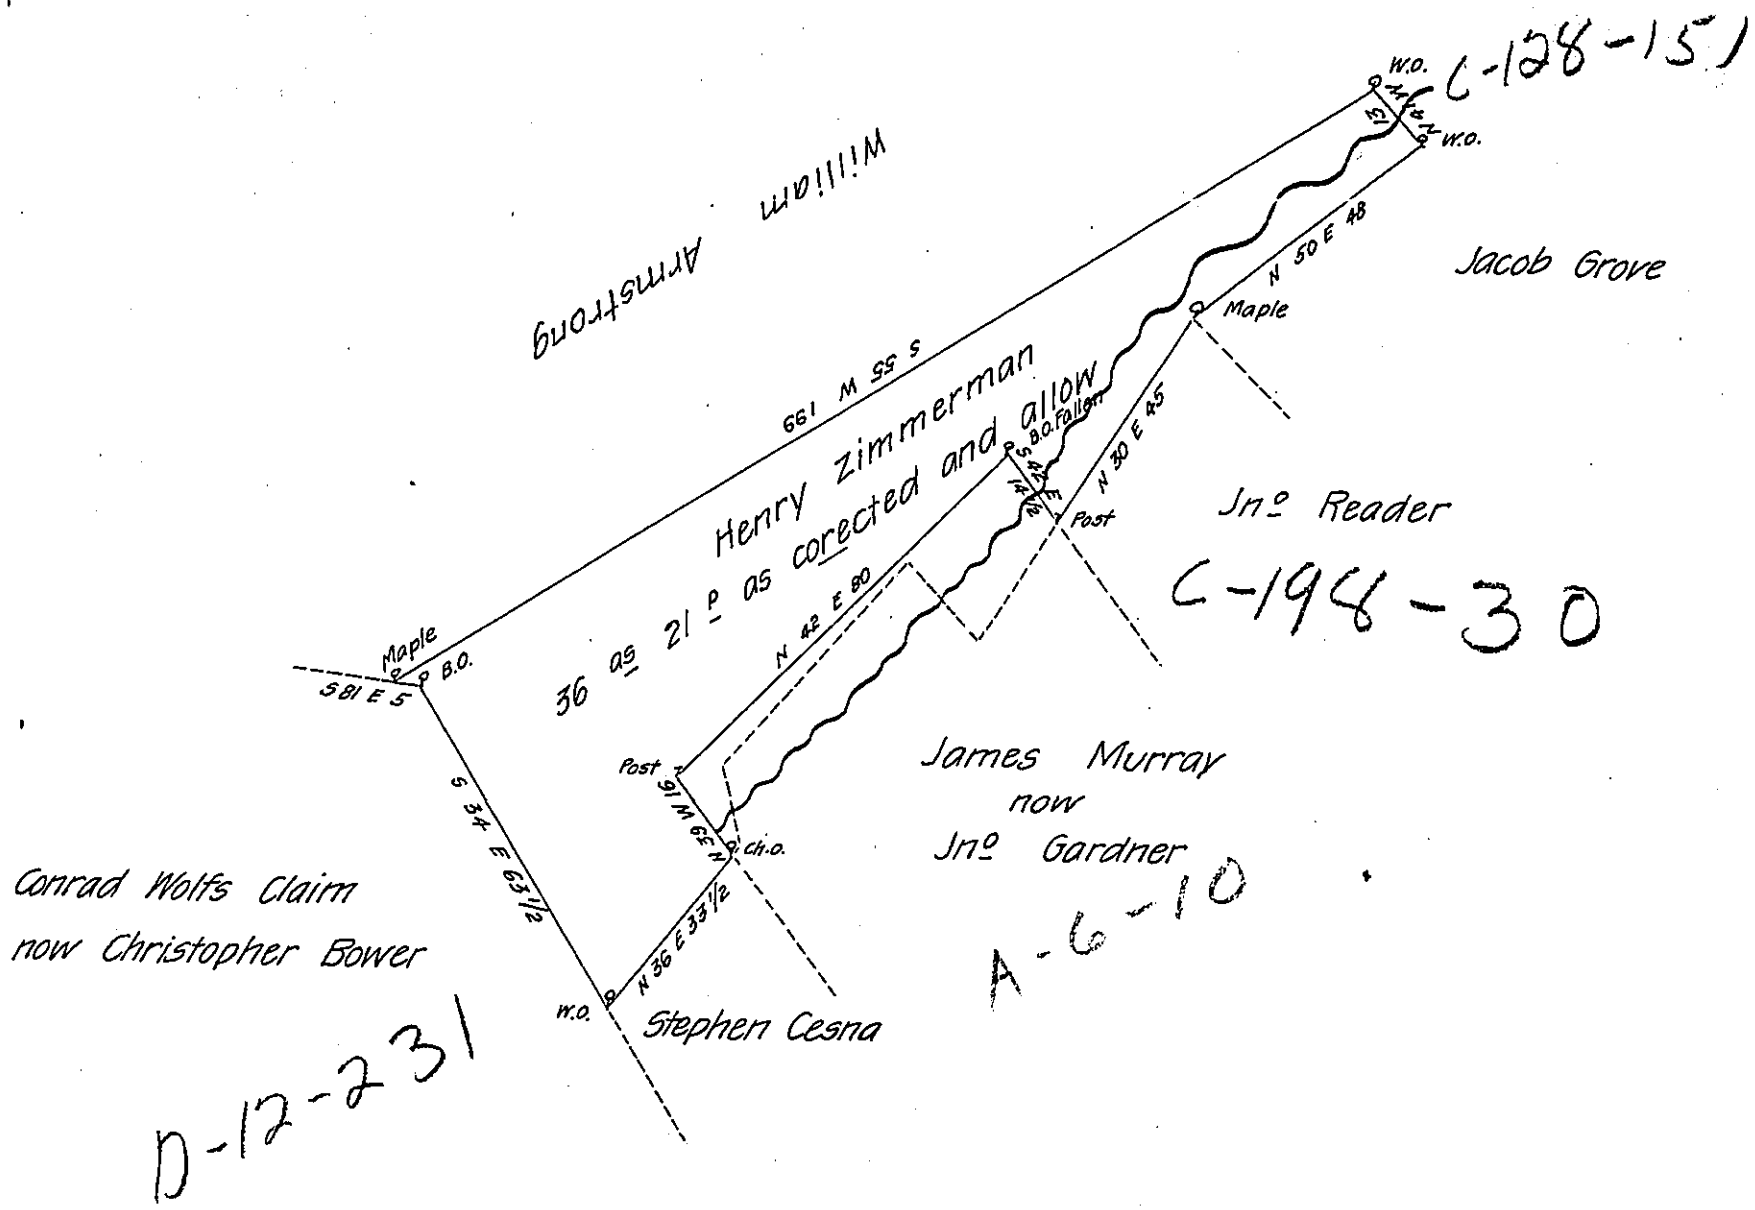 C-128-151
W.O.
N 41 W
13
W.O.
William Armstrong
N 50 E 48
Jacob Grove
Maple
S 55 W 199
Henry Zimmerman
36 as 21 P as corected and allow
B.O. Fallen
S 42 E
14 1/2
Post
N 30 E 45
Jnº Reader
C-198-30
N 42 E 80
Maple
B.O.
S 81 E 5
Post
N 39 W 16
Ch.o.
James Murray
now
Jnº Gardner
A-6-10
S 34 E 63 1/2
N 36 E 33 1/2
Conrad Wolfs Claim
now Christopher Bower
W.O.
Stephen Cesna
D-12-231